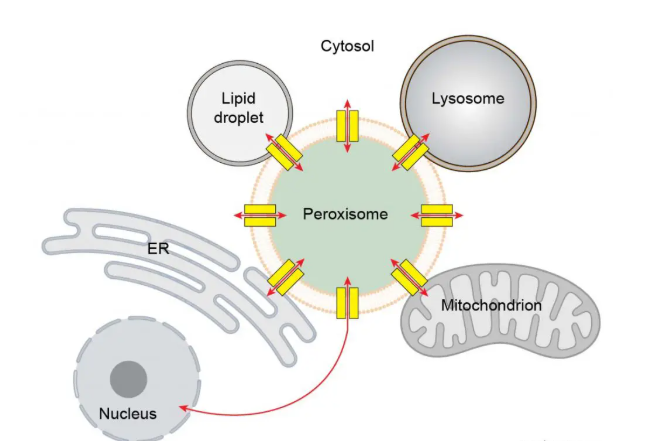 Cytosol
Lipid
droplet
Lysosome
Peroxisome
ER
Mitochondrion
Nucleus